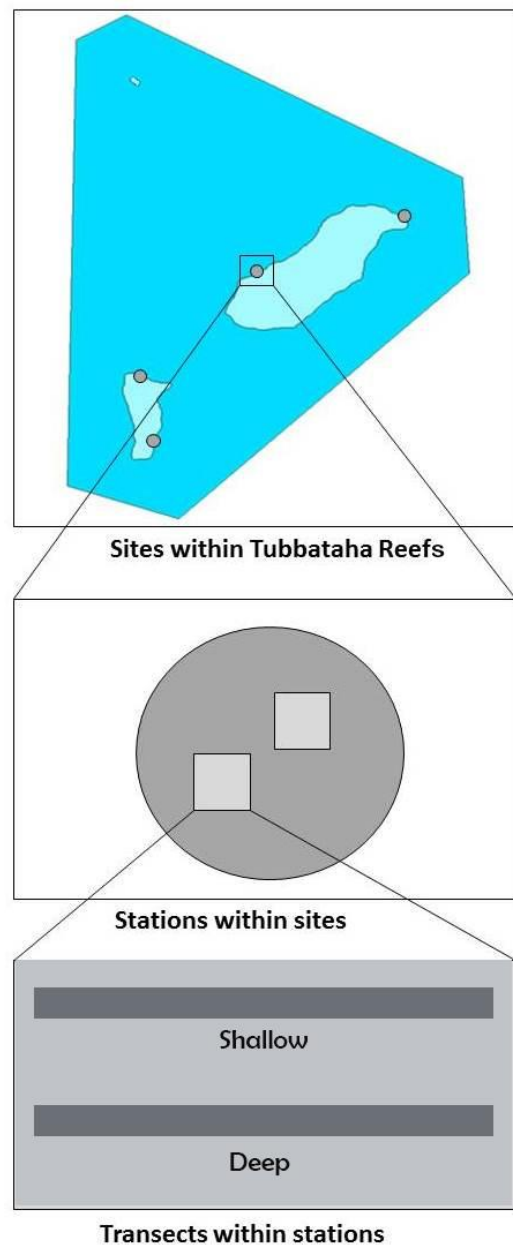 Sites within Tubbataha Reefs
Stations within sites
Shallow
Deep
Transects within stations